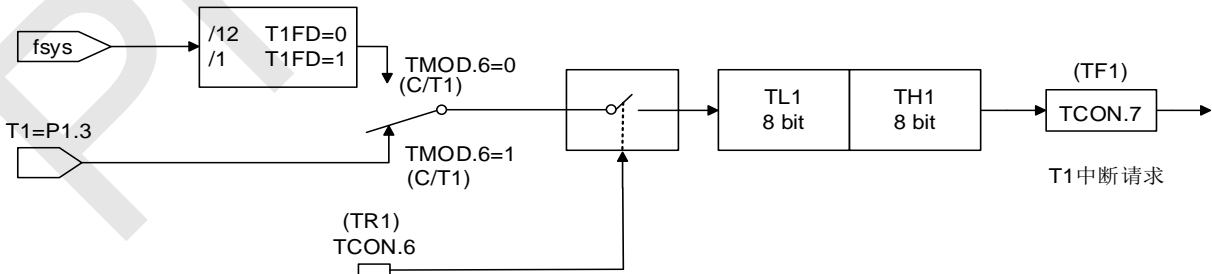 fsys
/12 T1FD=0
/1 T1FD=1
TMOD.6=0
(C/T1)
T1=P1.3
TMOD.6=1
(C/T1)
(TR1)
TCON.6
TL1
8 bit
TH1
8 bit
(TF1)
TCON.7
T1中断请求